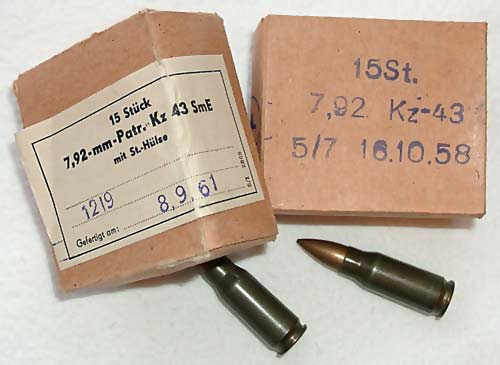 15 Stück
7,92-mm-Patr.-Kz 43 SmE
mit St-Hülse
1219
Gefertigt am: 8,9,61
15St.
7,92 Kz-43
5/7 16.10.58